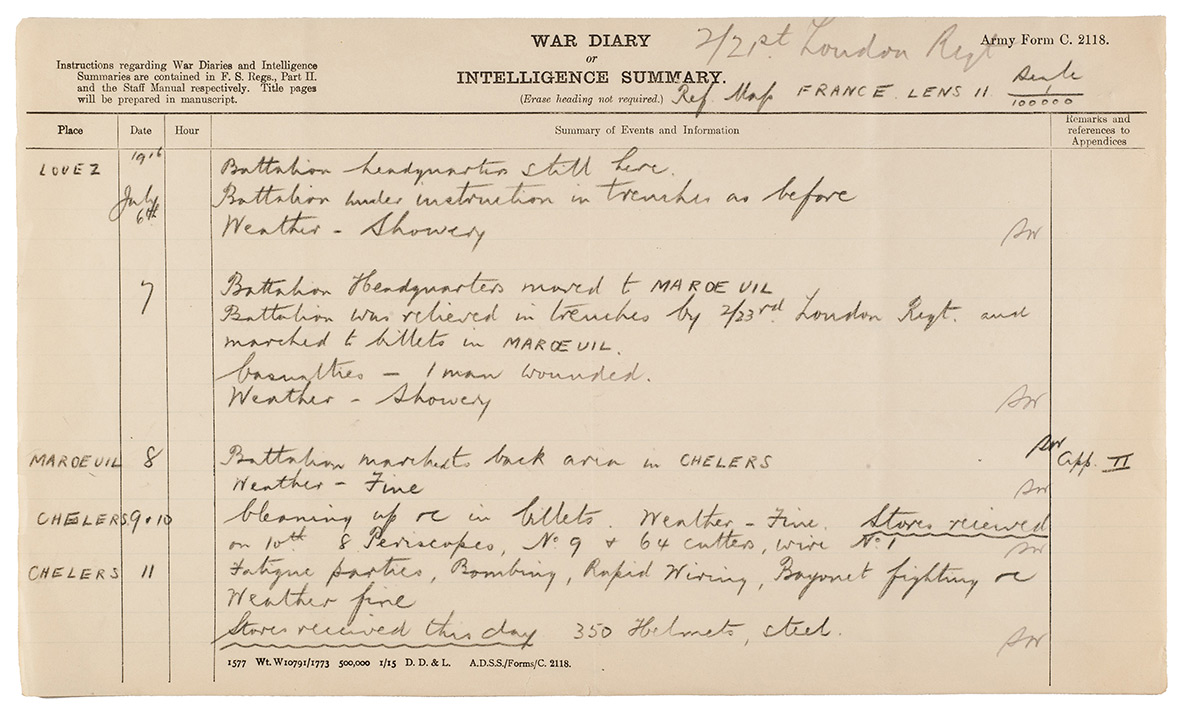 WAR DIARY
or
INTELLIGENCE SUMMARY.
(Erase heading not required.)
2/21st London Regt
Army Form C. 2118.
Instructions regarding War Diaries and Intelligence
Summaries are contained in F. S. Regs., Part II.
and the Staff Manual respectively. Title pages
will be prepared in manuscript.
Ref. Map FRANCE. LENS 11 Scale 1/100000
Place Date Hour Summary of Events and Information Remarks and references to Appendices
LOUEZ 1916 Battalion headquarters still here.
July 6th Battalion under instruction in trenches as before
Weather - Showery
7 Battalion Headquarters moved to MAROEUIL
Battalion was relieved in trenches by 2/23rd. London Regt. and
marched to billets in MAROEUIL.
Casualties - 1 man wounded.
Weather - Showery
MAROEUIL 8 Battalion marched to back area in CHELERS App. II
Weather - Fine
CHELERS 9 & 10 Cleaning up &c in billets. Weather - Fine. Stores received
on 10th 8 Periscopes, No 9 & 64 cutters, wire No 1
CHELERS 11 Fatigue parties, Bombing, Rapid Wiring, Bayonet fighting &c
Weather fine
Stores received this day 350 Helmets, steel.
1577 Wt. W10791/1773 500,000 1/15 D. D. & L. A.D.S.S./Forms/C. 2118.